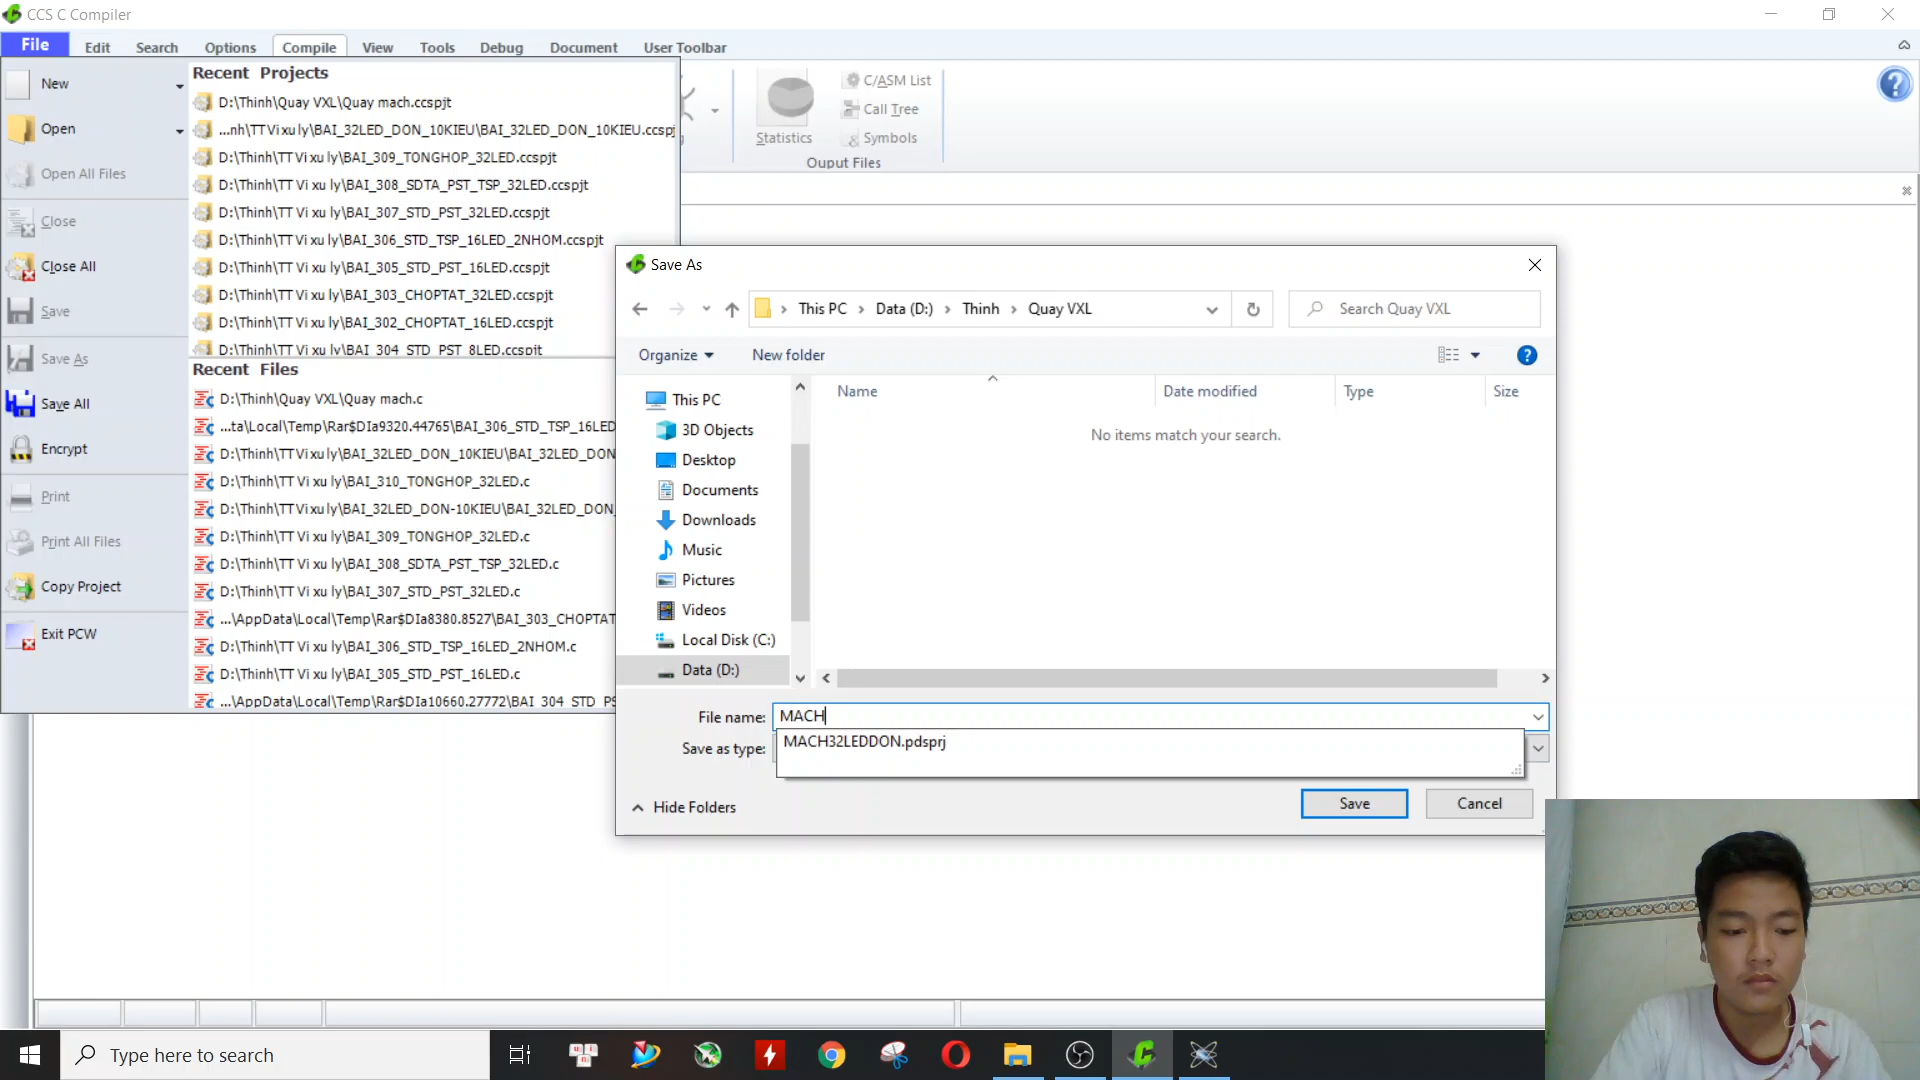 CCS C Compiler
File
Edit
Search
Options
Compile
View
Tools
Debug
Document
User Toolbar
New
Open
Open All Files
Close
Close All
Save
Save As
Save All
Encrypt
Print
Print All Files
Copy Project
Exit PCW
Recent Projects
D:\Thinh\Quay VXL\Quay mach.ccspjt
...nh\TT Vi xu ly\BAI_32LED_DON_10KIEU\BAI_32LED_DON_10KIEU.ccspj
D:\Thinh\TT Vi xu ly\BAI_309_TONGHOP_32LED.ccspjt
D:\Thinh\TT Vi xu ly\BAI_308_SDTA_PST_TSP_32LED.ccspjt
D:\Thinh\TT Vi xu ly\BAI_307_STD_PST_32LED.ccspjt
D:\Thinh\TT Vi xu ly\BAI_306_STD_TSP_16LED_2NHOM.ccspjt
D:\Thinh\TT Vi xu ly\BAI_305_STD_PST_16LED.ccspjt
D:\Thinh\TT Vi xu ly\BAI_303_CHOPTAT_32LED.ccspjt
D:\Thinh\TT Vi xu ly\BAI_302_CHOPTAT_16LED.ccspjt
D:\Thinh\TT Vi xu ly\BAI_304_STD_PST_8LED.ccspjt
Recent Files
D:\Thinh\Quay VXL\Quay mach.c
...ta\Local\Temp\Rar$DIa9320.44765\BAI_306_STD_TSP_16LED
D:\Thinh\TT Vi xu ly\BAI_32LED_DON_10KIEU\BAI_32LED_DON
D:\Thinh\TT Vi xu ly\BAI_310_TONGHOP_32LED.c
D:\Thinh\TT Vi xu ly\BAI_32LED_DON-10KIEU\BAI_32LED_DON_
D:\Thinh\TT Vi xu ly\BAI_309_TONGHOP_32LED.c
D:\Thinh\TT Vi xu ly\BAI_308_SDTA_PST_TSP_32LED.c
D:\Thinh\TT Vi xu ly\BAI_307_STD_PST_32LED.c
...\AppData\Local\Temp\Rar$DIa8380.8527\BAI_303_CHOPTAT
D:\Thinh\TT Vi xu ly\BAI_306_STD_TSP_16LED_2NHOM.c
D:\Thinh\TT Vi xu ly\BAI_305_STD_PST_16LED.c
...\AppData\Local\Temp\Rar$DIa10660.27772\BAI_304_STD_PS
Statistics
C/ASM List
Call Tree
Symbols
Ouput Files
Save As
This PC > Data (D:) > Thinh > Quay VXL
Search Quay VXL
Organize
New folder
This PC
3D Objects
Desktop
Documents
Downloads
Music
Pictures
Videos
Local Disk (C:)
Data (D:)
Name
Date modified
Type
Size
No items match your search.
File name: MACH
MACH32LEDDON.pdsprj
Save as type:
Hide Folders
Save
Cancel
Type here to search